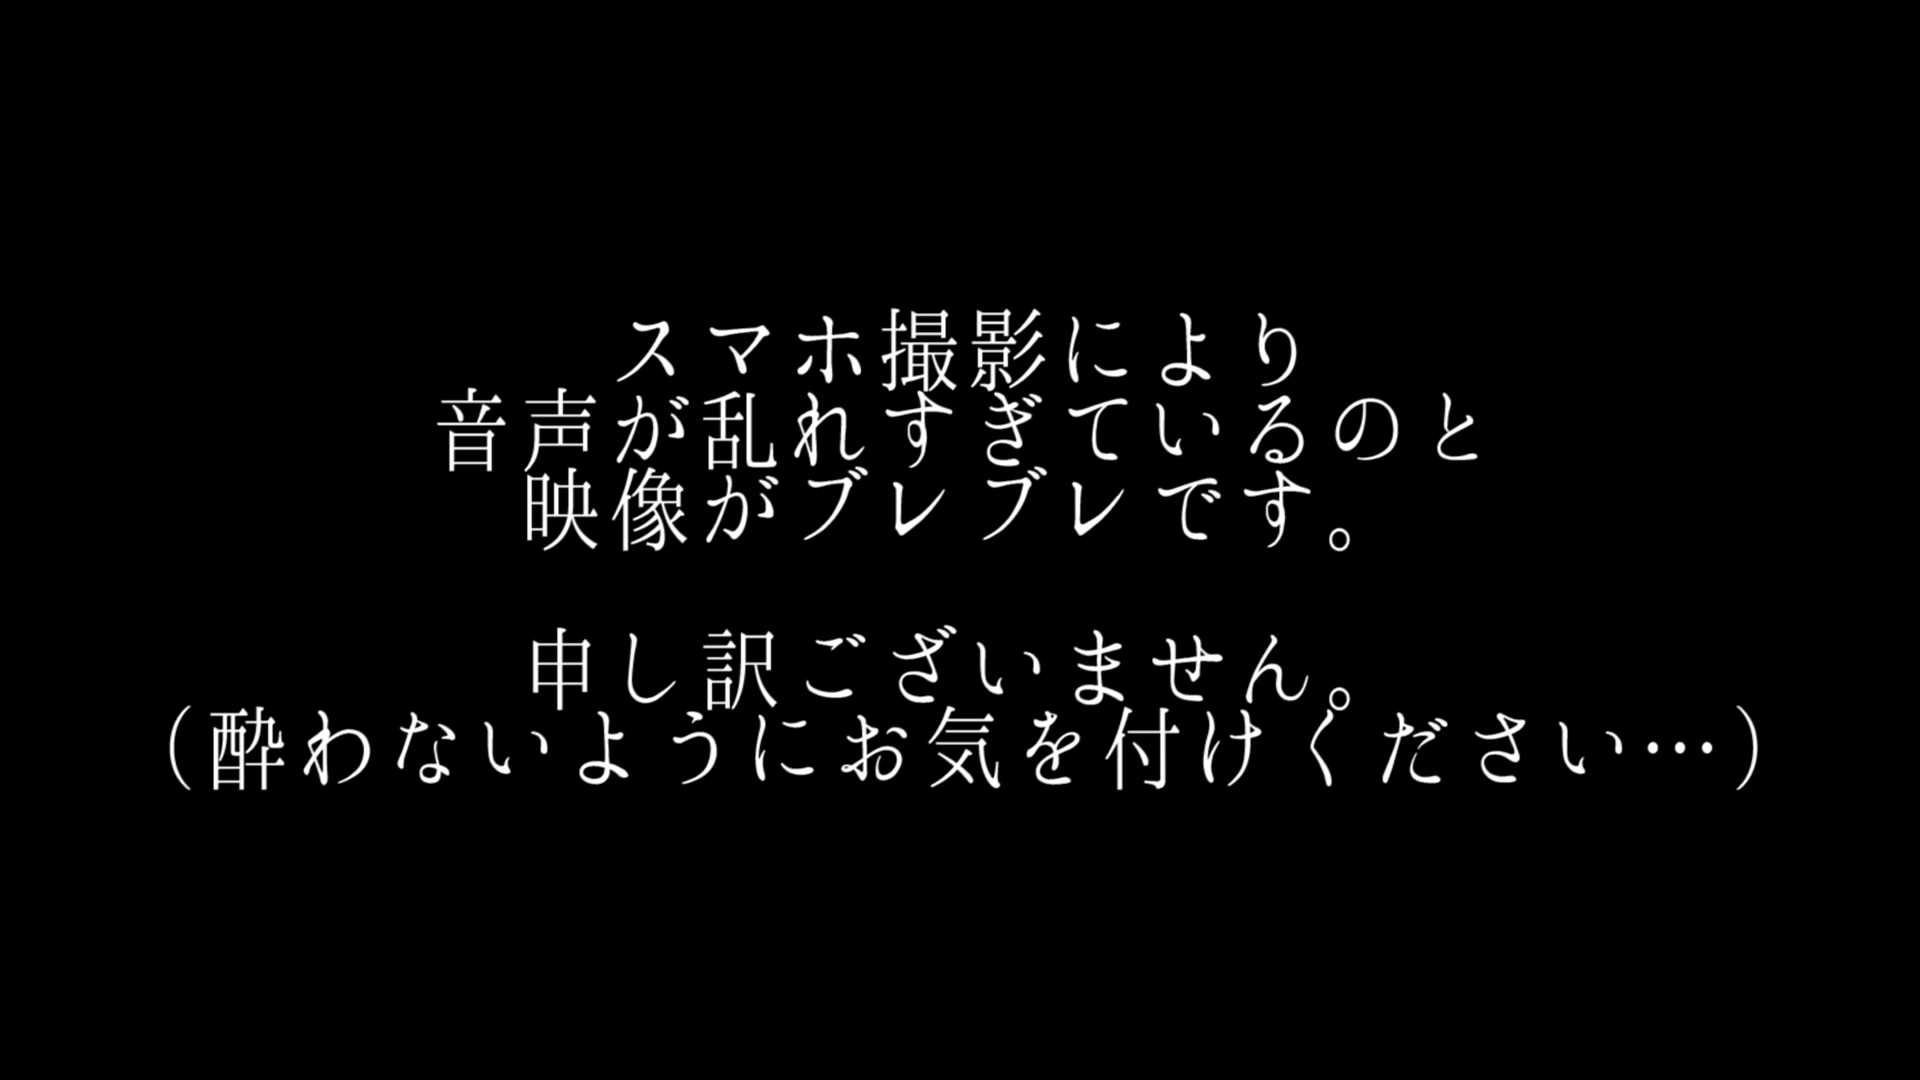 スマホ撮影により
音声が乱れすぎているのと
映像がブレブレです。
申し訳ございません。
（酔わないようにお気を付けください…）